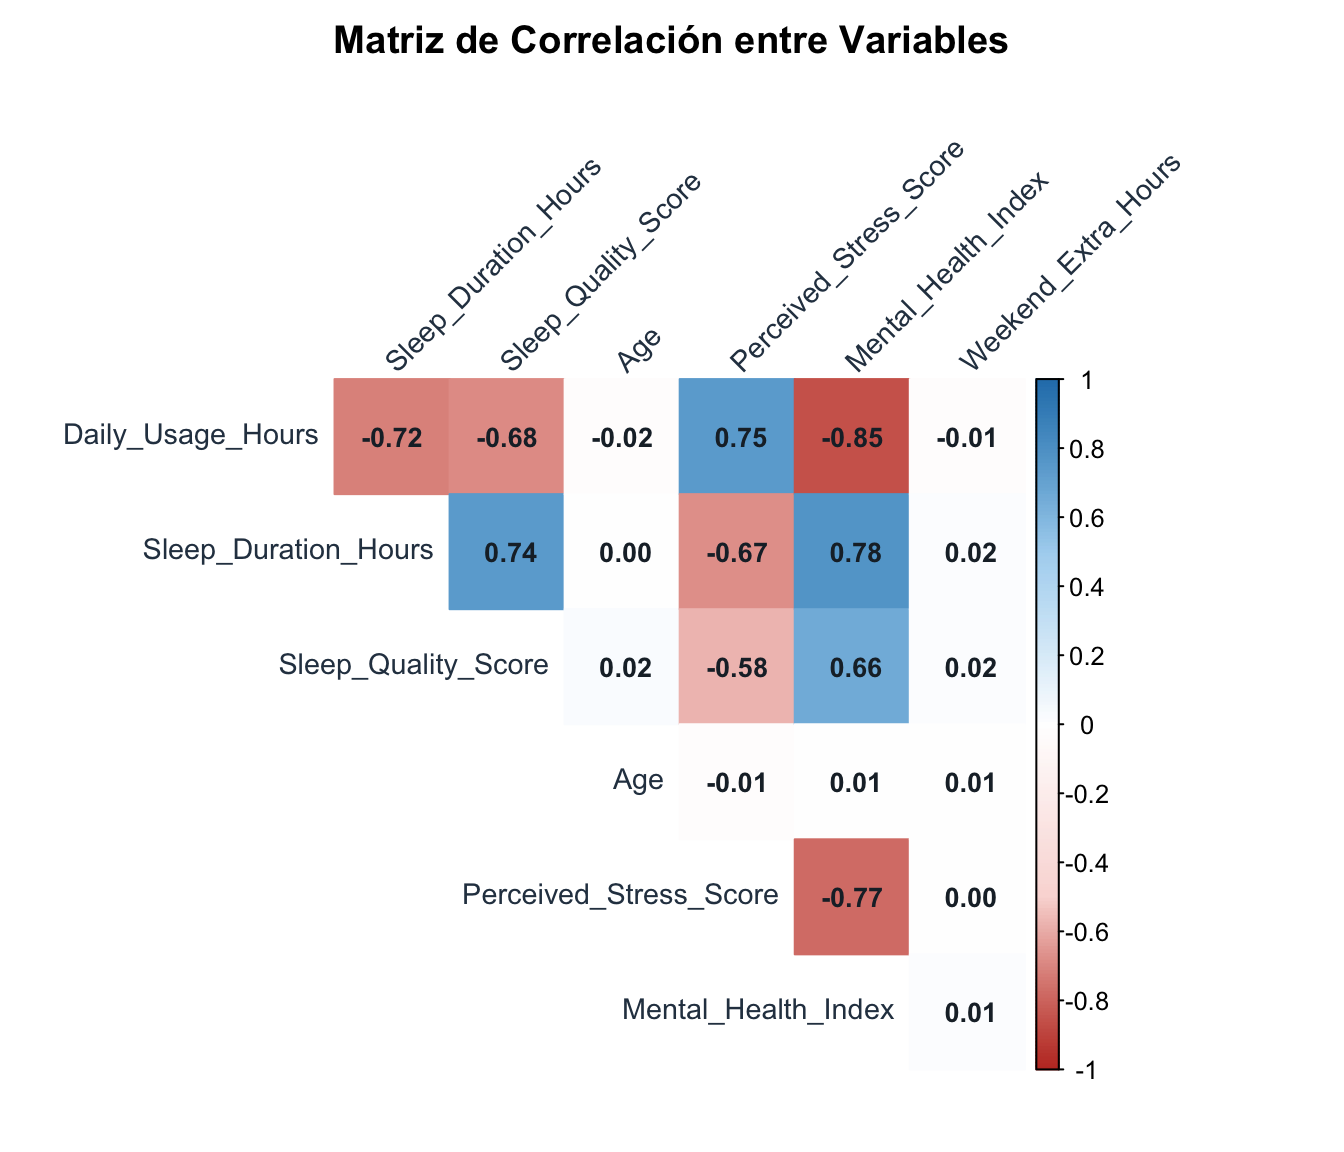 Matriz de Correlación entre Variables
Sleep_Duration_Hours
Sleep_Quality_Score
Age
Perceived_Stress_Score
Mental_Health_Index
Weekend_Extra_Hours
Daily_Usage_Hours -0.72 -0.68 -0.02 0.75 -0.85 -0.01
Sleep_Duration_Hours 0.74 0.00 -0.67 0.78 0.02
Sleep_Quality_Score 0.02 -0.58 0.66 0.02
Age -0.01 0.01 0.01
Perceived_Stress_Score -0.77 0.00
Mental_Health_Index 0.01
1
0.8
0.6
0.4
0.2
0
-0.2
-0.4
-0.6
-0.8
-1